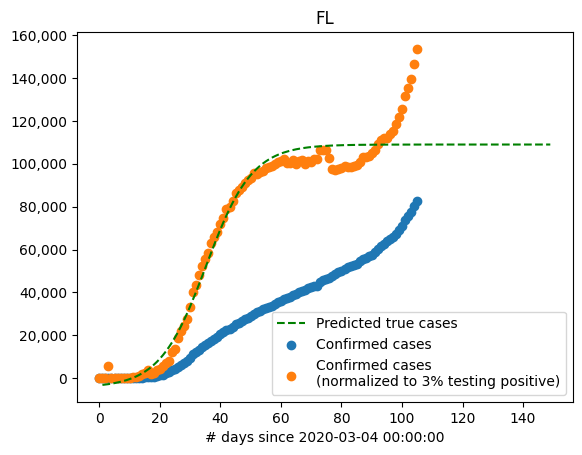 FL
160,000
140,000
120,000
100,000
80,000
60,000
40,000
20,000
0
Predicted true cases
Confirmed cases
Confirmed cases
(normalized to 3% testing positive)
0 20 40 60 80 100 120 140
# days since 2020-03-04 00:00:00